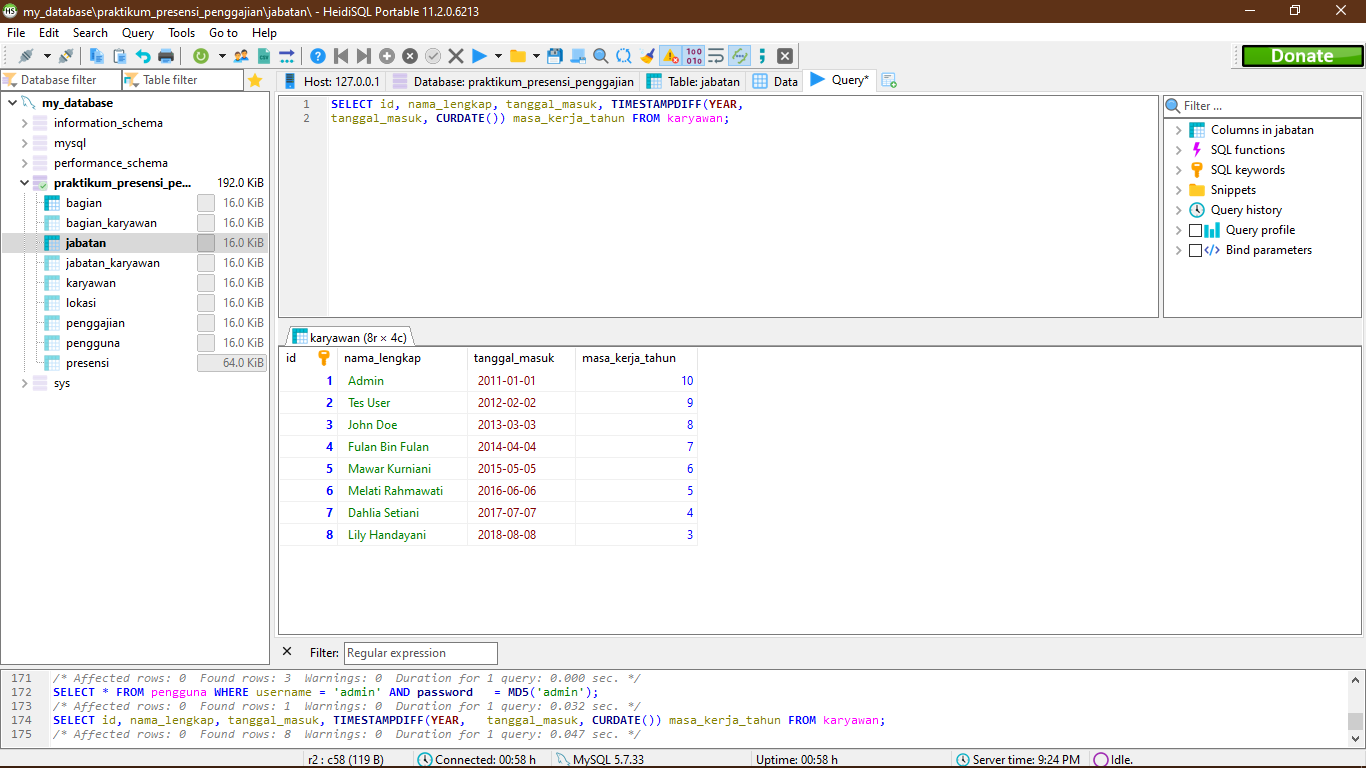 my_database\praktikum_presensi_penggajian\jabatan\ - HeidiSQL Portable 11.2.0.6213
File Edit Search Query Tools Go to Help
Donate
Database filter Table filter
Host: 127.0.0.1 Database: praktikum_presensi_penggajian Table: jabatan Data Query*
my_database
information_schema
mysql
performance_schema
praktikum_presensi_pe... 192.0 KiB
bagian 16.0 KiB
bagian_karyawan 16.0 KiB
jabatan 16.0 KiB
jabatan_karyawan 16.0 KiB
karyawan 16.0 KiB
lokasi 16.0 KiB
penggajian 16.0 KiB
pengguna 16.0 KiB
presensi 64.0 KiB
sys
1 SELECT id, nama_lengkap, tanggal_masuk, TIMESTAMPDIFF(YEAR,
2 tanggal_masuk, CURDATE()) masa_kerja_tahun FROM karyawan;
Filter ...
Columns in jabatan
SQL functions
SQL keywords
Snippets
Query history
Query profile
Bind parameters
karyawan (8r × 4c)
id nama_lengkap tanggal_masuk masa_kerja_tahun
1 Admin 2011-01-01 10
2 Tes User 2012-02-02 9
3 John Doe 2013-03-03 8
4 Fulan Bin Fulan 2014-04-04 7
5 Mawar Kurniani 2015-05-05 6
6 Melati Rahmawati 2016-06-06 5
7 Dahlia Setiani 2017-07-07 4
8 Lily Handayani 2018-08-08 3
Filter: Regular expression
171 /* Affected rows: 0 Found rows: 3 Warnings: 0 Duration for 1 query: 0.000 sec. */
172 SELECT * FROM pengguna WHERE username = 'admin' AND password = MD5('admin');
173 /* Affected rows: 0 Found rows: 1 Warnings: 0 Duration for 1 query: 0.032 sec. */
174 SELECT id, nama_lengkap, tanggal_masuk, TIMESTAMPDIFF(YEAR, tanggal_masuk, CURDATE()) masa_kerja_tahun FROM karyawan;
175 /* Affected rows: 0 Found rows: 8 Warnings: 0 Duration for 1 query: 0.047 sec. */
r2 : c58 (119 B) Connected: 00:58 h MySQL 5.7.33 Uptime: 00:58 h Server time: 9:24 PM Idle.